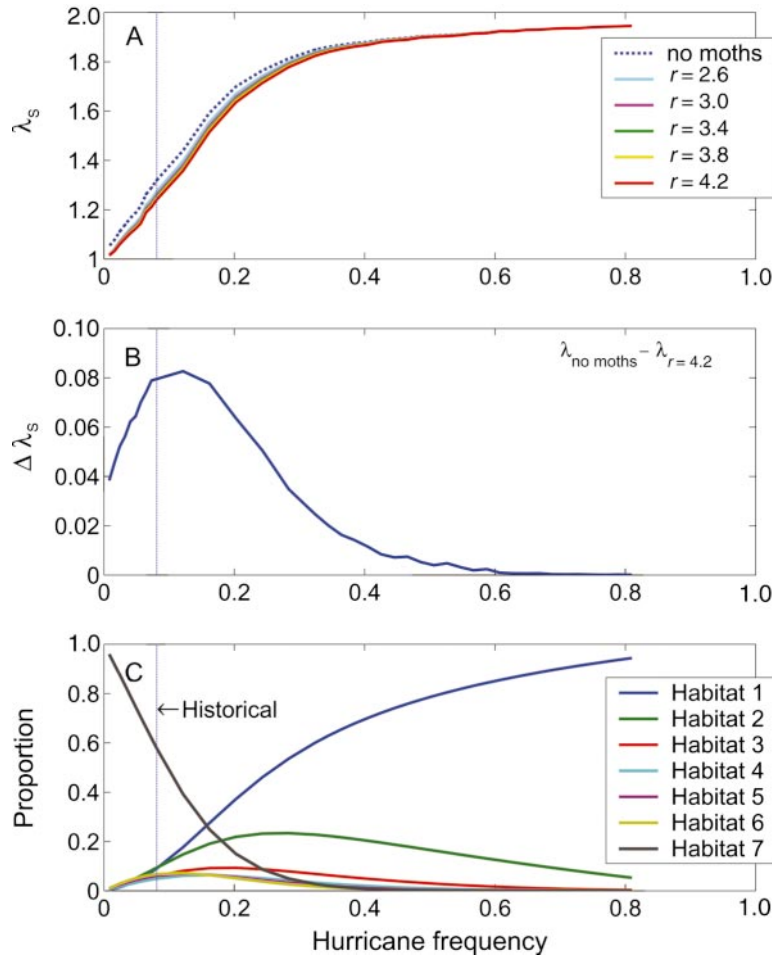 A
λs
2.0
1.8
1.6
1.4
1.2
1
0 0.2 0.4 0.6 0.8 1.0
no moths
r = 2.6
r = 3.0
r = 3.4
r = 3.8
r = 4.2
B
Δ λs
0.10
0.08
0.06
0.04
0.02
0
0 0.2 0.4 0.6 0.8 1.0
λno moths − λr = 4.2
C
Proportion
1.0
0.8
0.6
0.4
0.2
0
0 0.2 0.4 0.6 0.8 1.0
←Historical
Habitat 1
Habitat 2
Habitat 3
Habitat 4
Habitat 5
Habitat 6
Habitat 7
Hurricane frequency